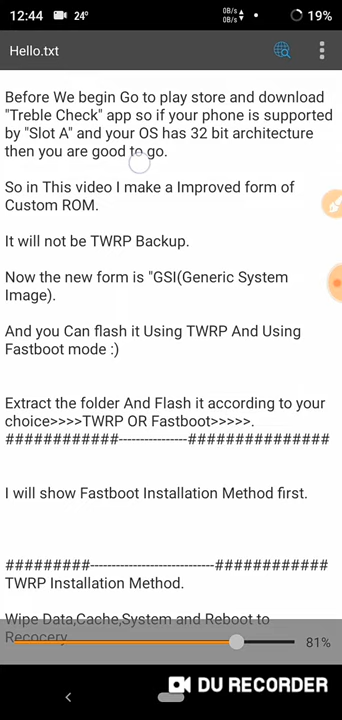 12:44 24° 0B/s 0B/s 19%
Hello.txt
Before We begin Go to play store and download
"Treble Check" app so if your phone is supported
by "Slot A" and your OS has 32 bit architecture
then you are good to go.
So in This video I make a Improved form of
Custom ROM.
It will not be TWRP Backup.
Now the new form is "GSI(Generic System
Image).
And you Can flash it Using TWRP And Using
Fastboot mode :)
Extract the folder And Flash it according to your
choice>>>>TWRP OR Fastboot>>>>>.
############----------------###############
I will show Fastboot Installation Method first.
#########-----------------------------############
TWRP Installation Method.
Wipe Data,Cache,System and Reboot to
Recocery
81%
DU RECORDER